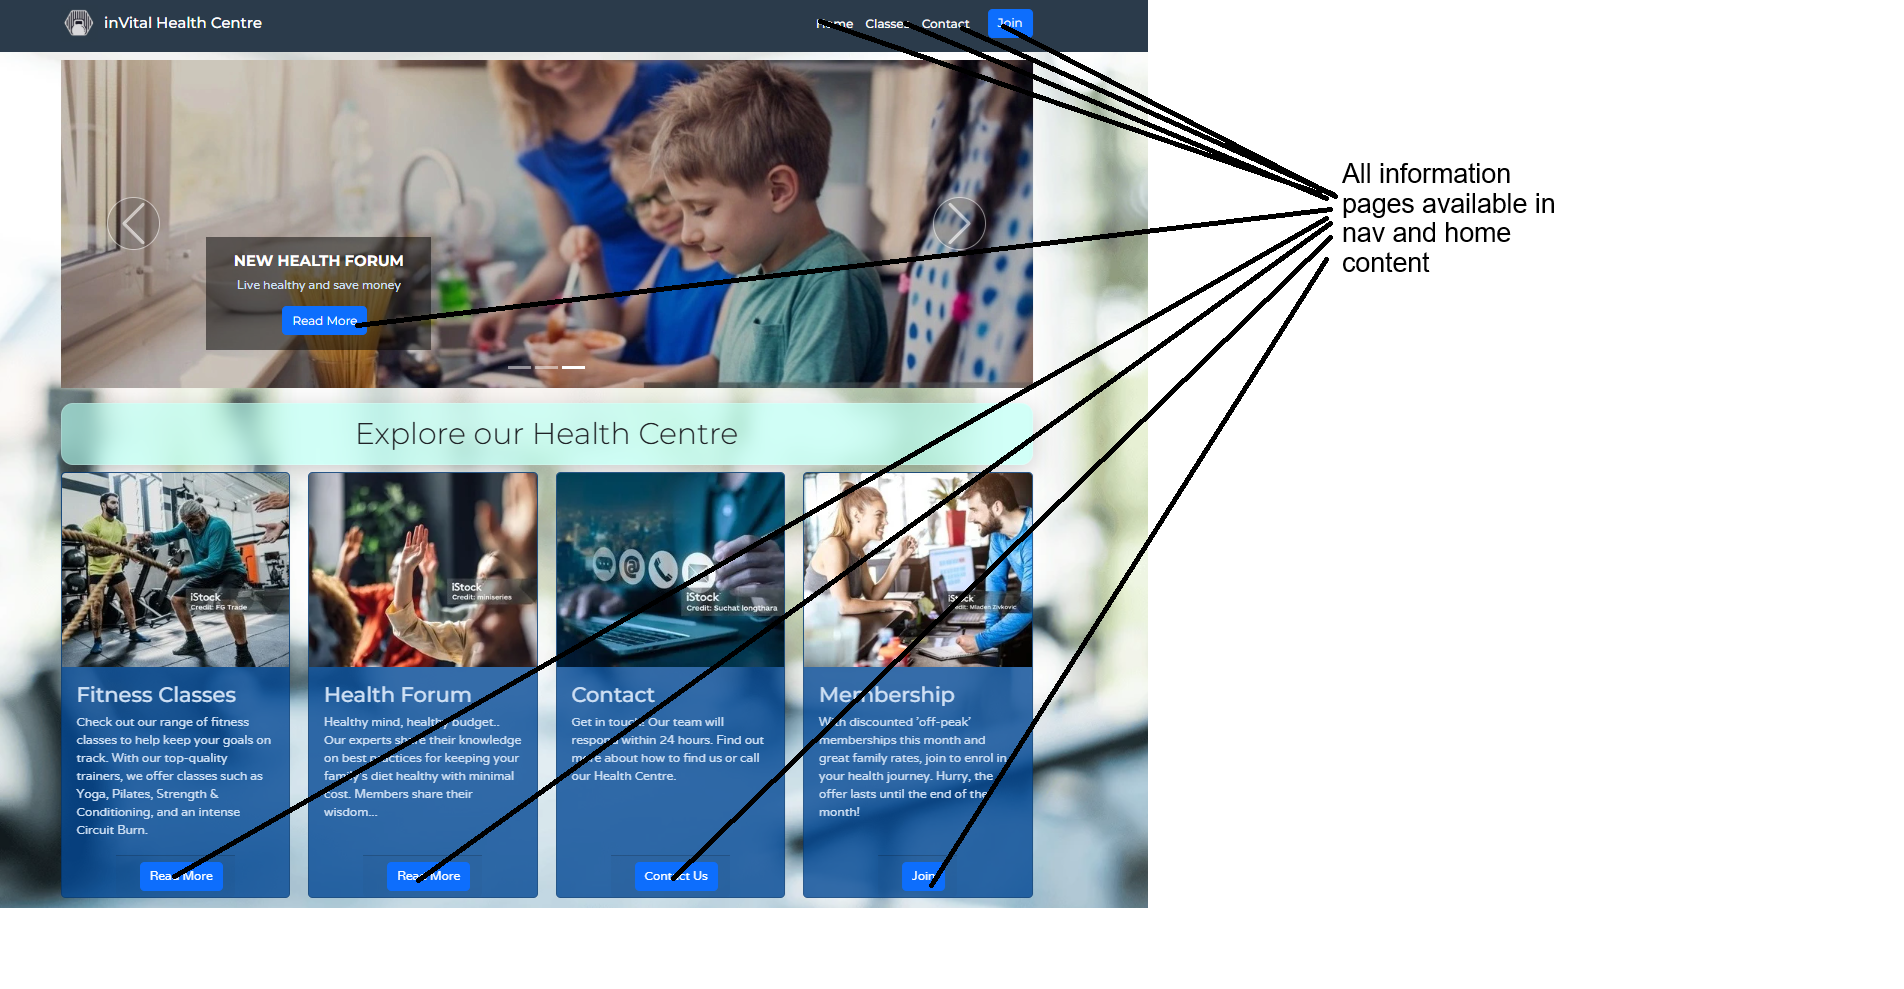 inVital Health Centre
Home Classes Contact Join
All information
pages available in
nav and home
content
NEW HEALTH FORUM
Live healthy and save money
Read More
Explore our Health Centre
iStock
Credit: FG Trade
Fitness Classes
Check out our range of fitness
classes to help keep your goals on
track. With our top-quality
trainers, we offer classes such as
Yoga, Pilates, Strength &
Conditioning, and an intense
Circuit Burn.
Read More
iStock
Credit: miniseries
Health Forum
Healthy mind, healthy budget..
Our experts share their knowledge
on best practices for keeping your
family's diet healthy with minimal
cost. Members share their
wisdom...
Read More
iStock
Credit: Suchat longthara
Contact
Get in touch! Our team will
respond within 24 hours. Find out
more about how to find us or call
our Health Centre.
Contact Us
iStock
Credit: Mladen Zivkovic
Membership
With discounted 'off-peak'
memberships this month and
great family rates, join to enrol in
your health journey. Hurry, the
offer lasts until the end of the
month!
Join